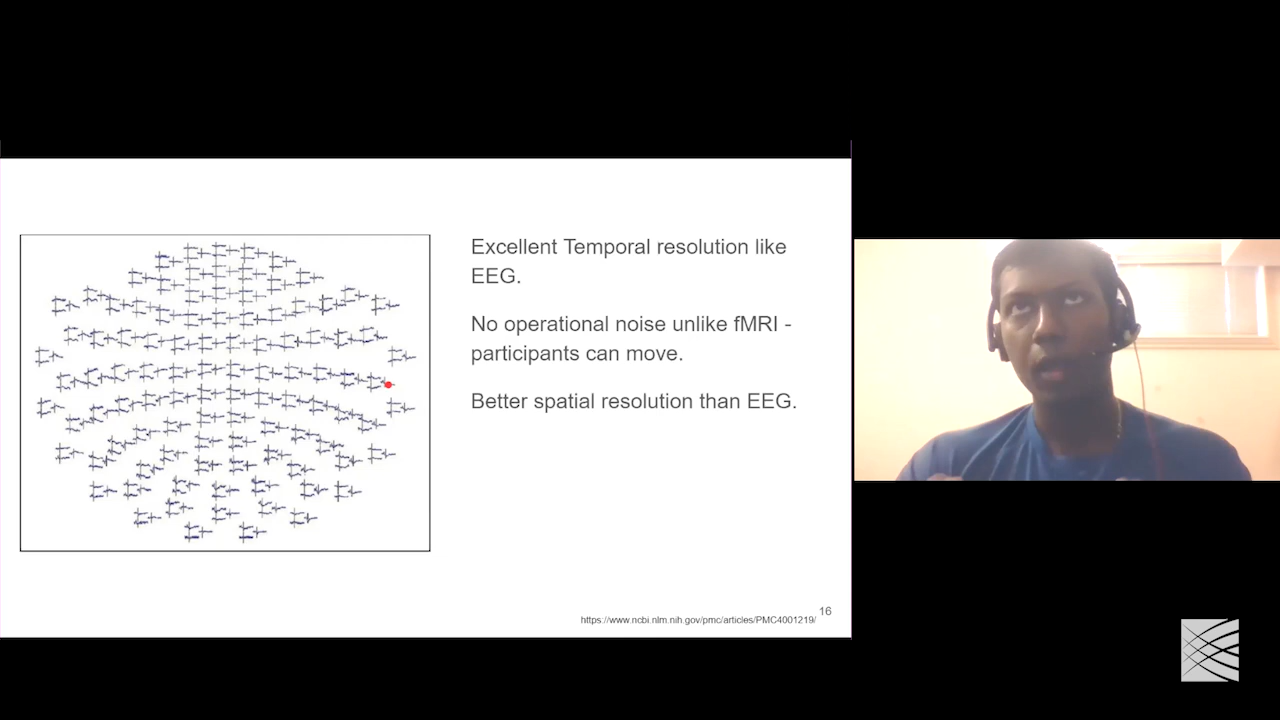 Excellent Temporal resolution like
EEG.
No operational noise unlike fMRI -
participants can move.
Better spatial resolution than EEG.
16
https://www.ncbi.nlm.nih.gov/pmc/articles/PMC4001219/